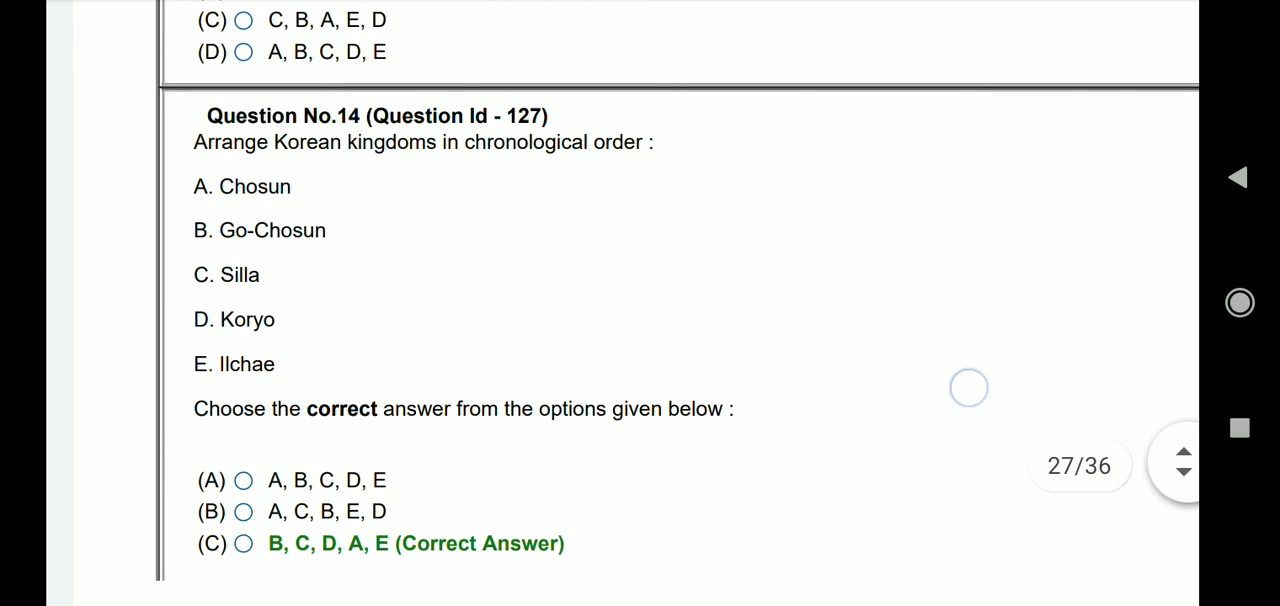 (C) C, B, A, E, D
(D) A, B, C, D, E
Question No.14 (Question Id - 127)
Arrange Korean kingdoms in chronological order :
A. Chosun
B. Go-Chosun
C. Silla
D. Koryo
E. Ilchae
Choose the correct answer from the options given below :
(A) A, B, C, D, E
(B) A, C, B, E, D
(C) B, C, D, A, E (Correct Answer)
27/36